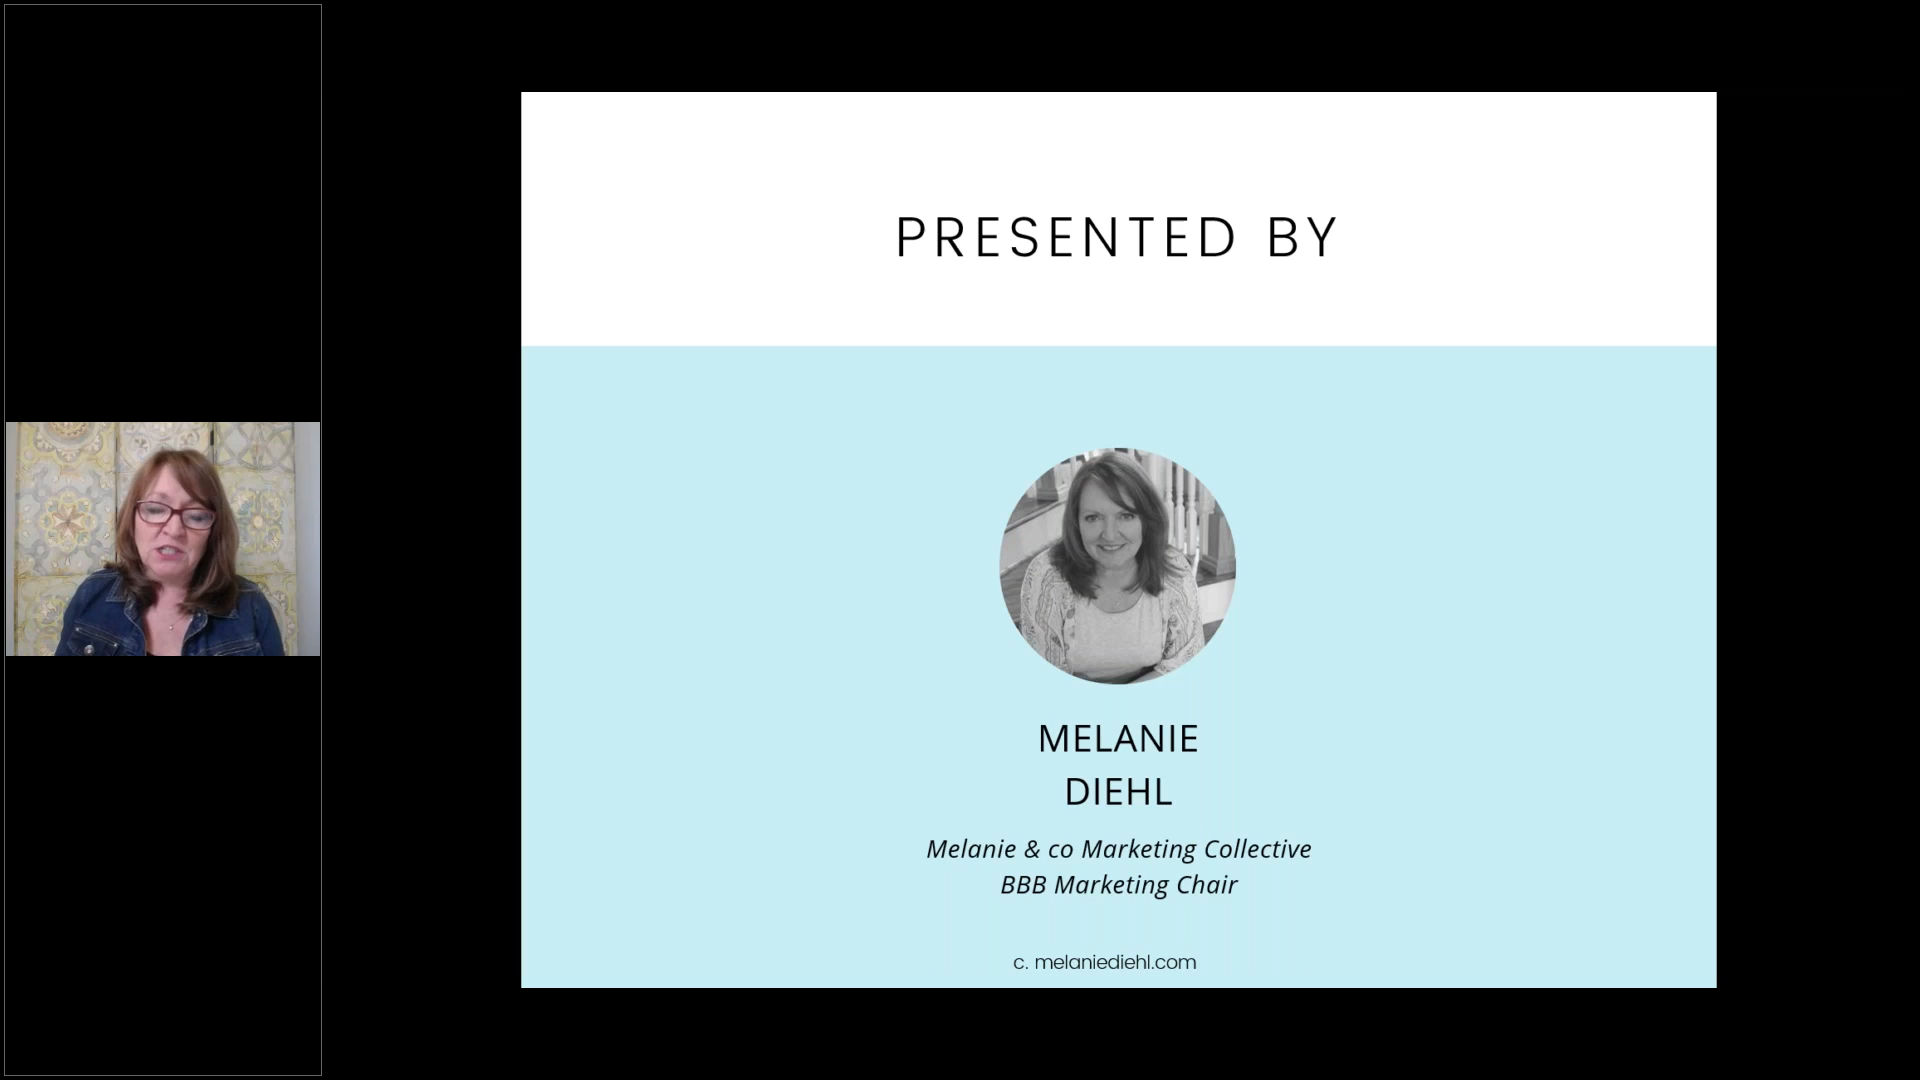 PRESENTED BY
MELANIE
DIEHL
Melanie & co Marketing Collective
BBB Marketing Chair
c. melaniediehl.com